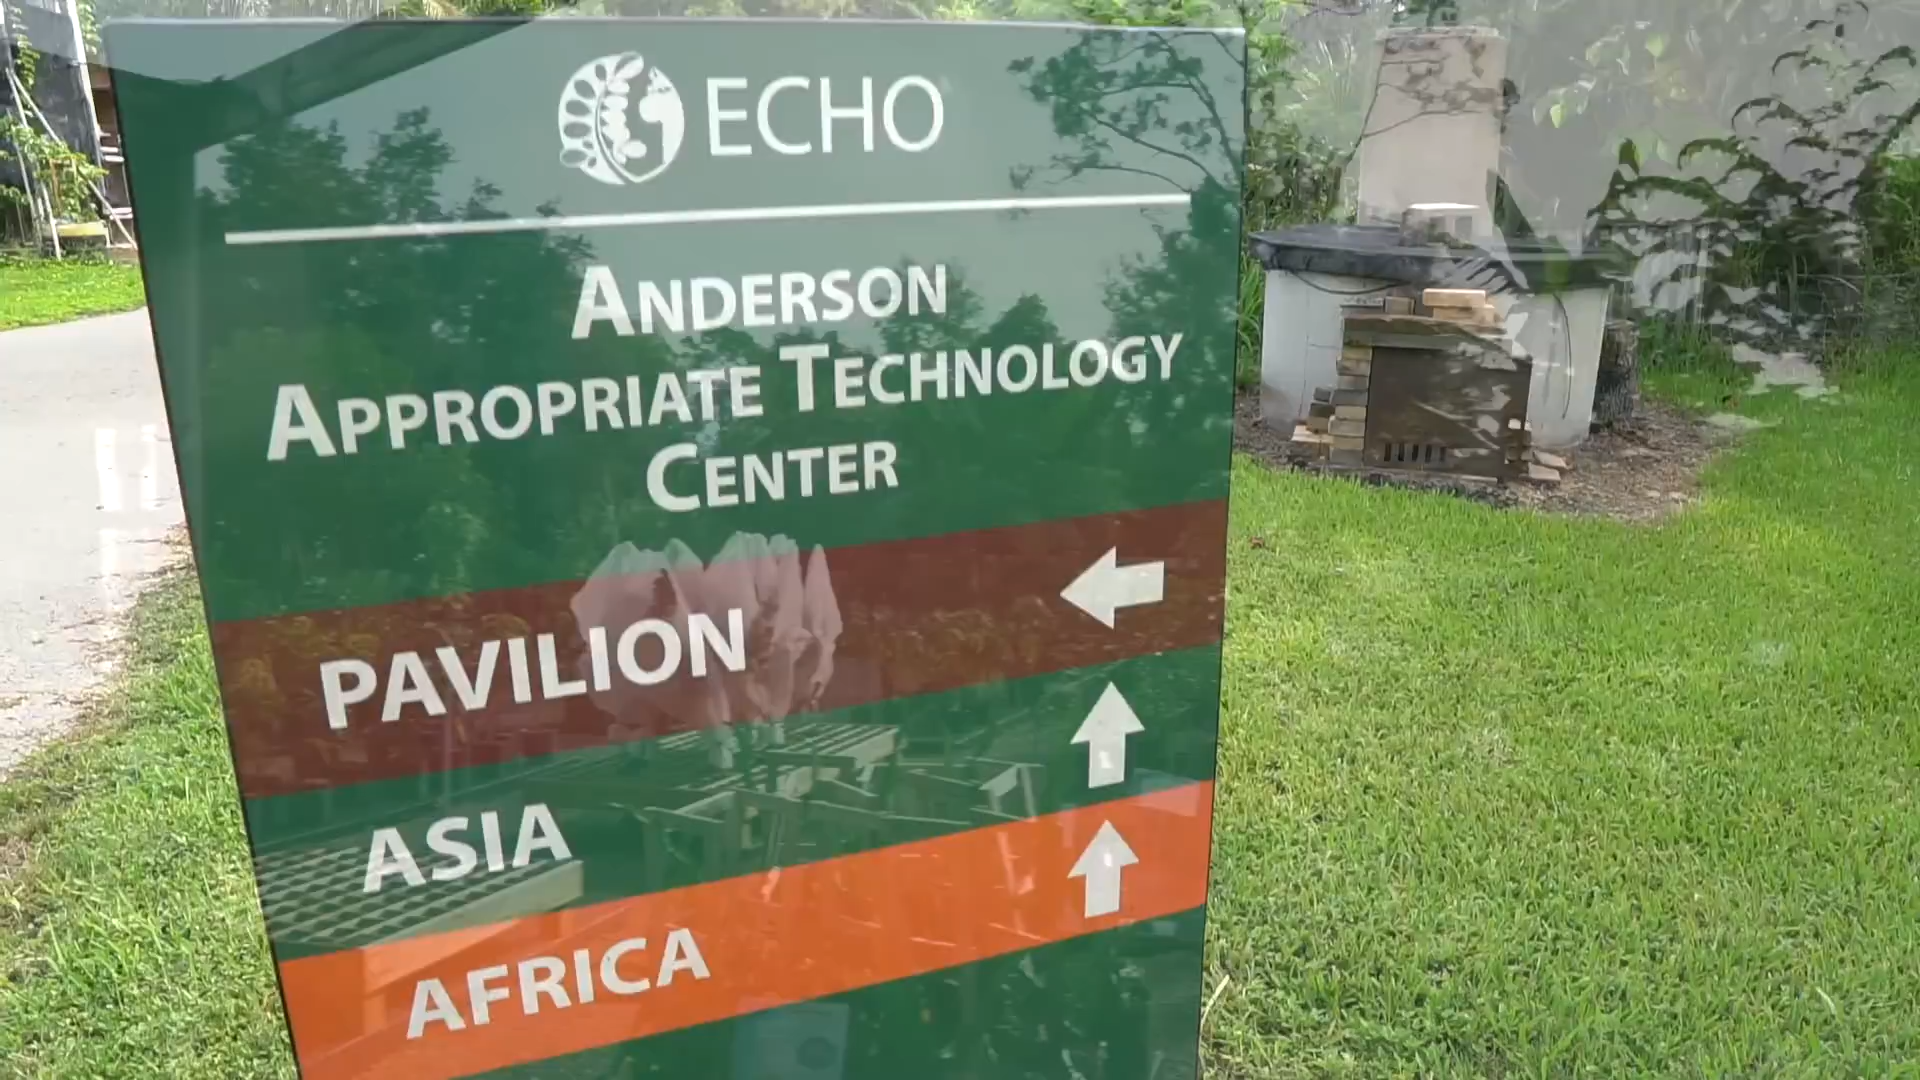 ECHO
ANDERSON
APPROPRIATE TECHNOLOGY
CENTER
PAVILION
ASIA
AFRICA